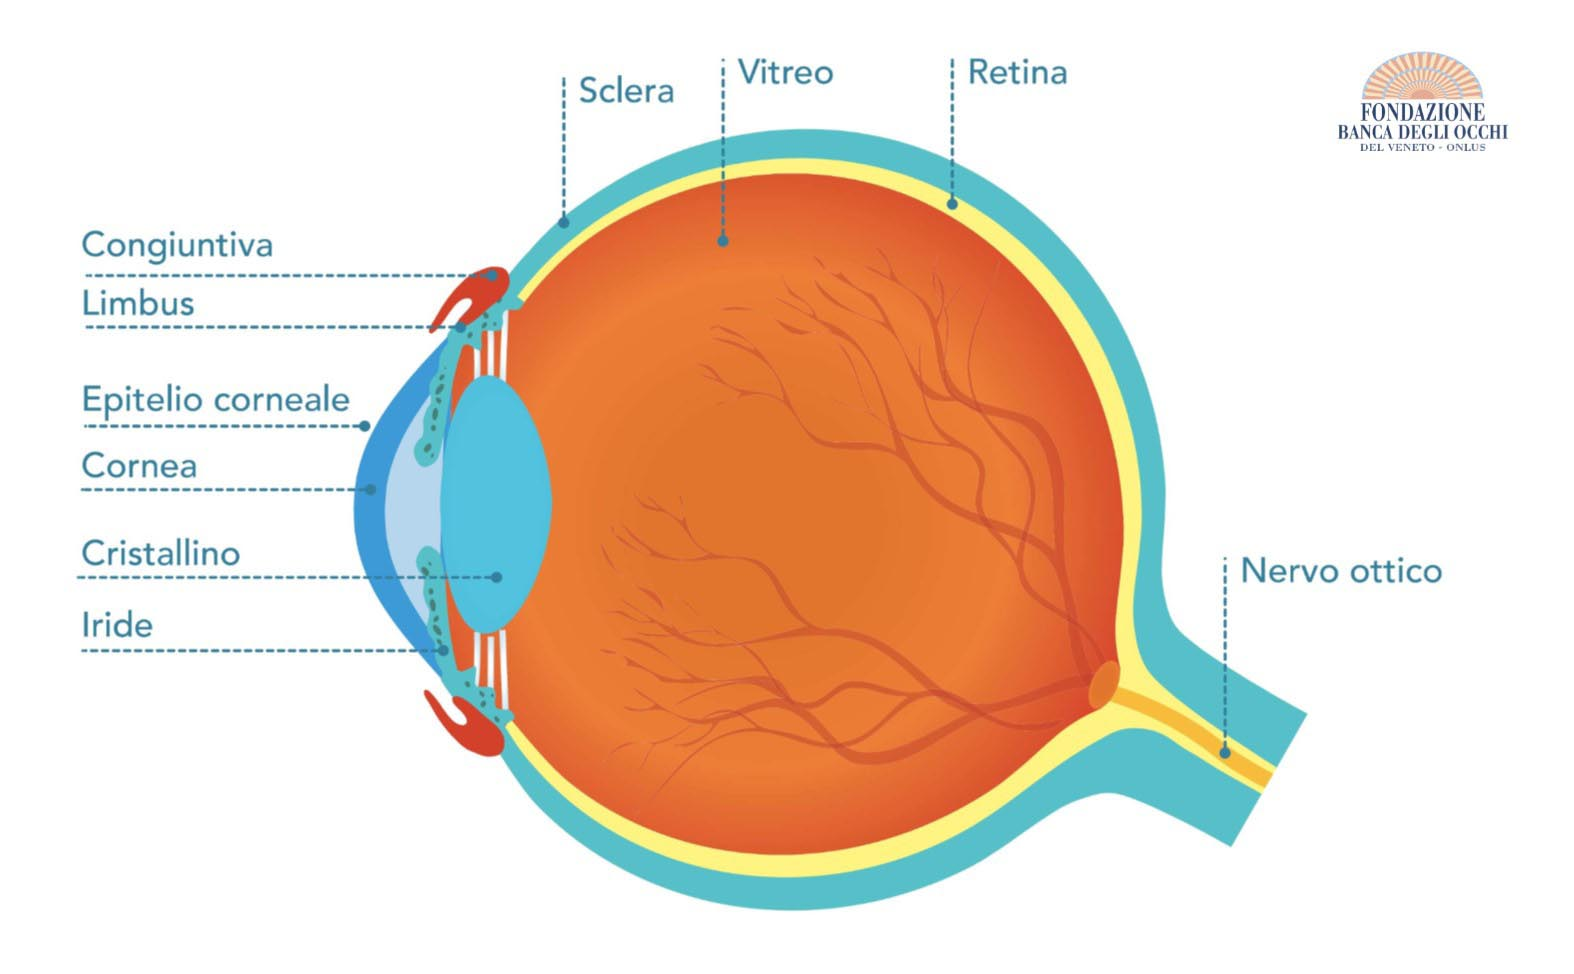 Sclera
Vitreo
Retina
FONDAZIONE
BANCA DEGLI OCCHI
DEL VENETO - ONLUS
Congiuntiva
Limbus
Epitelio corneale
Cornea
Cristallino
Iride
Nervo ottico